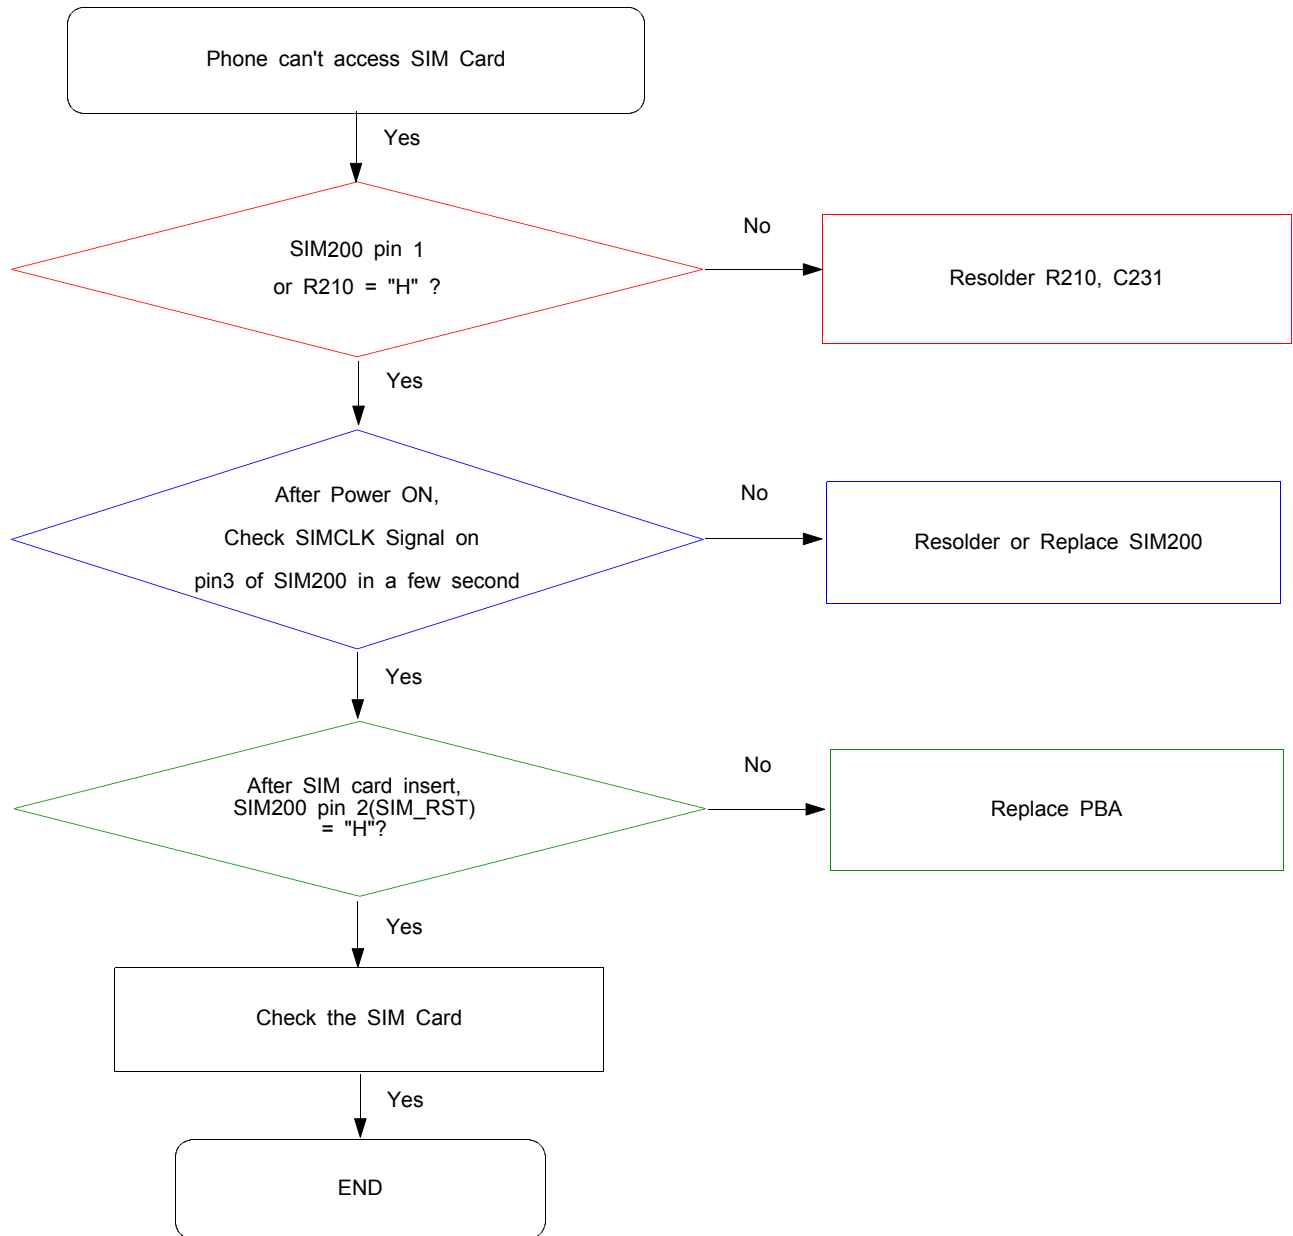 Phone can't access SIM Card
Yes
SIM200 pin 1
or R210 = "H" ?
No
Resolder R210, C231
Yes
After Power ON,
Check SIMCLK Signal on
pin3 of SIM200 in a few second
No
Resolder or Replace SIM200
Yes
After SIM card insert,
SIM200 pin 2(SIM_RST)
= "H"?
No
Replace PBA
Yes
Check the SIM Card
Yes
END